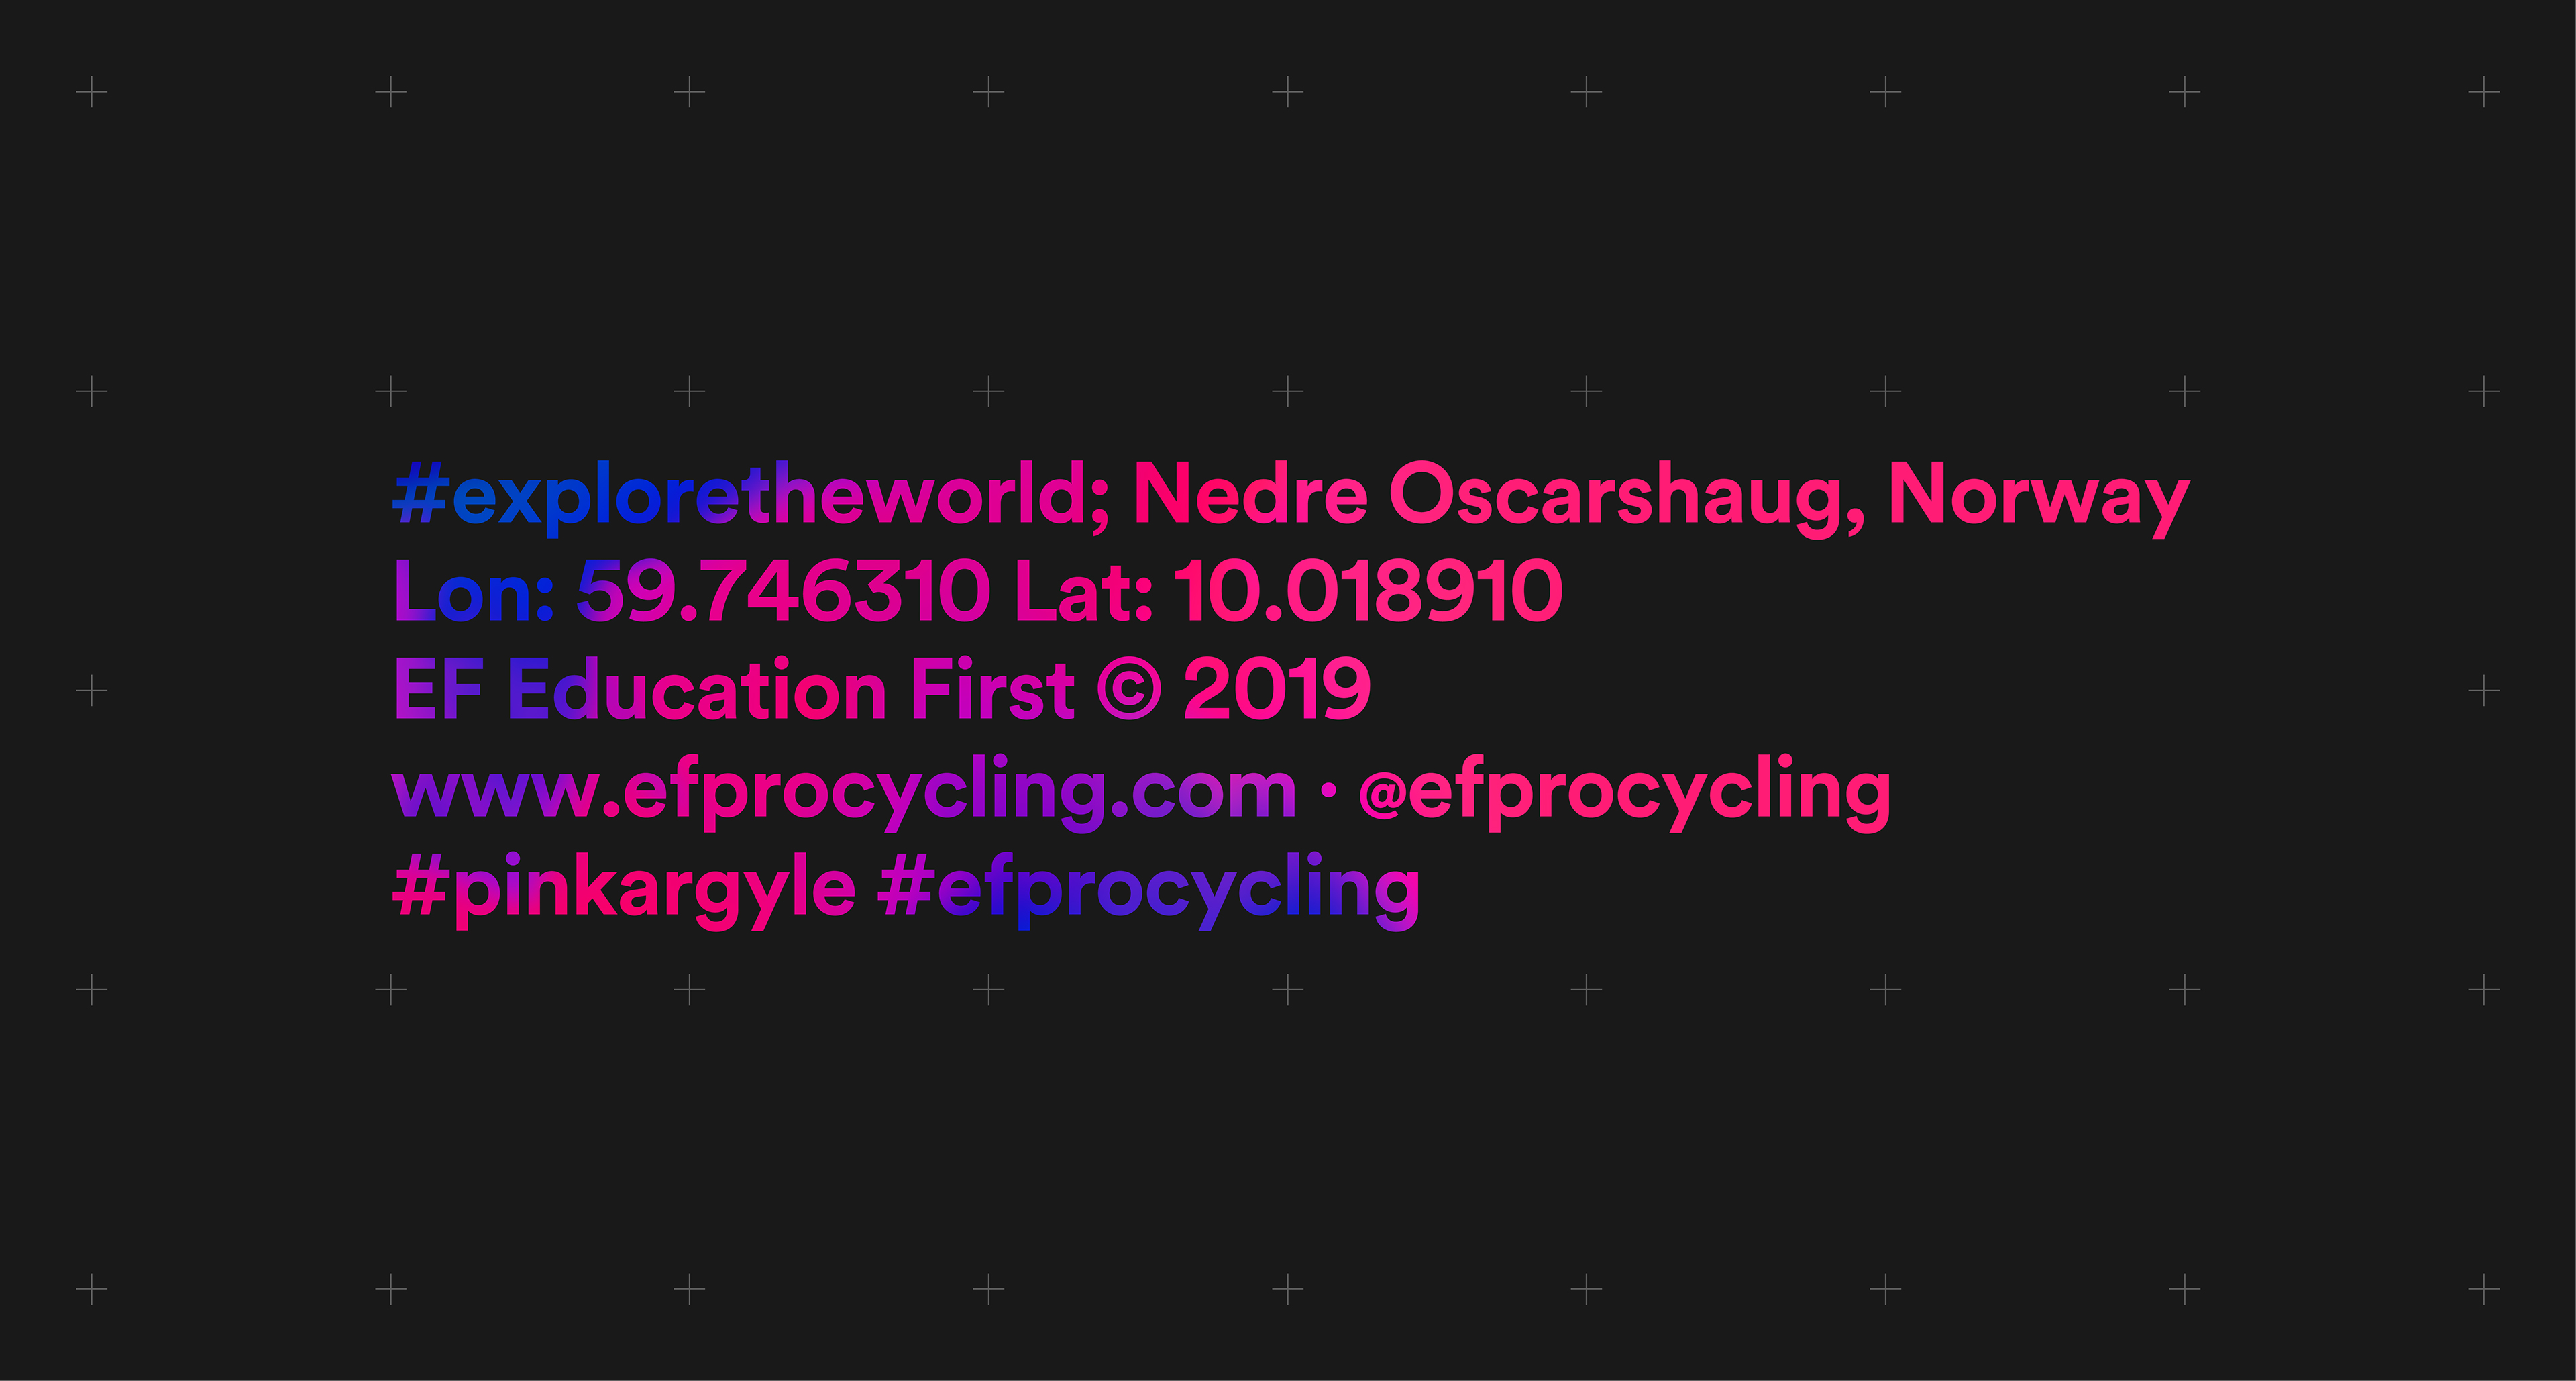 #exploretheworld; Nedre Oscarshaug, Norway
Lon: 59.746310 Lat: 10.018910
EF Education First © 2019
www.efprocycling.com · @efprocycling
#pinkargyle #efprocycling